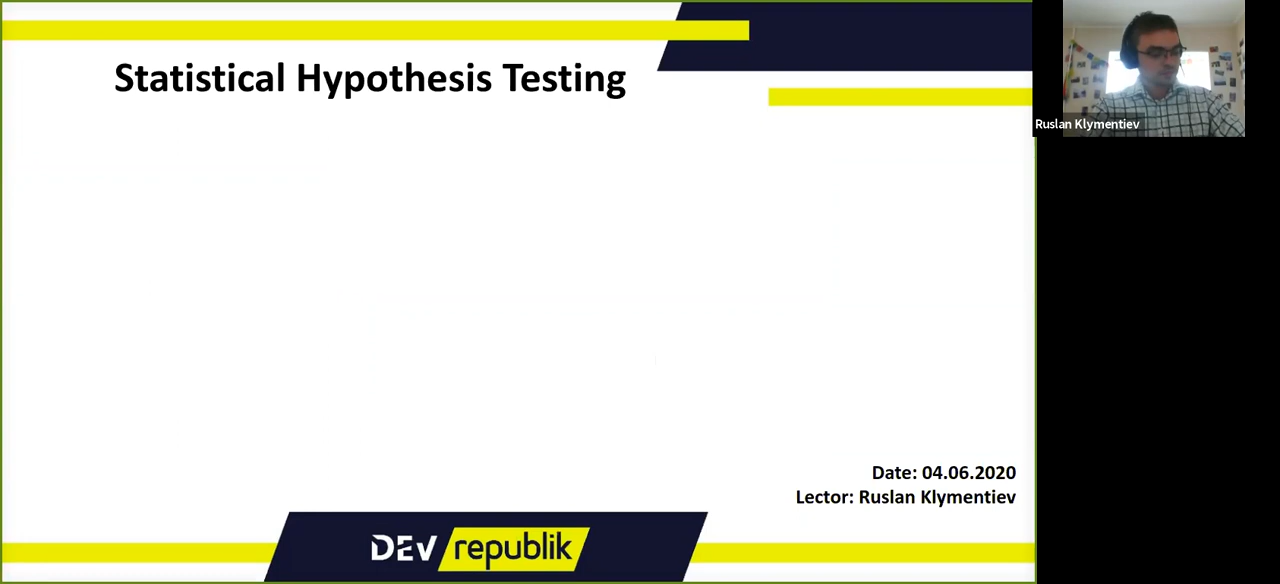 Statistical Hypothesis Testing
Ruslan Klymentiev
Date: 04.06.2020
Lector: Ruslan Klymentiev
DEV republik